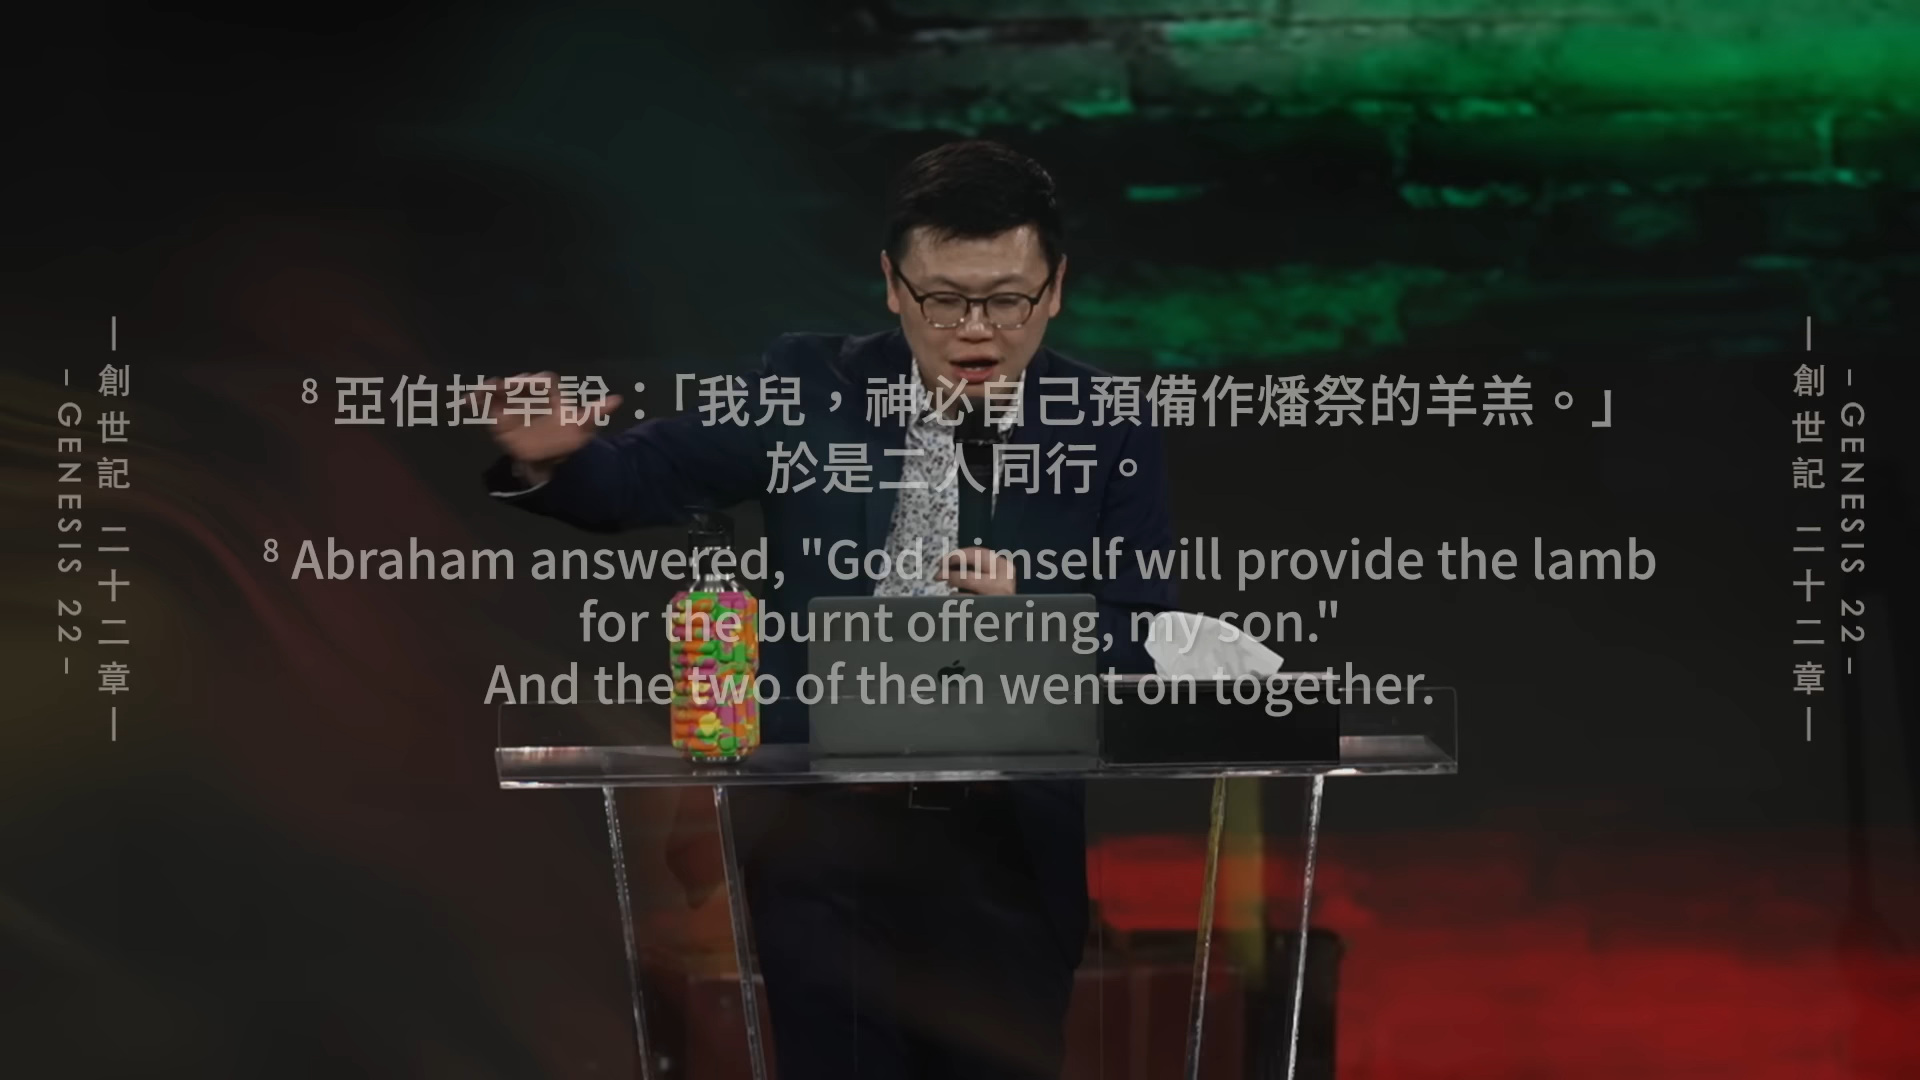 — 創世記 二十二章 —
– GENESIS 22 –
8 亞伯拉罕說：「我兒，神必自己預備作燔祭的羊羔。」
於是二人同行。
8 Abraham answered, "God himself will provide the lamb
for the burnt offering, my son."
And the two of them went on together.
— 創世記 二十二章 —
– GENESIS 22 –